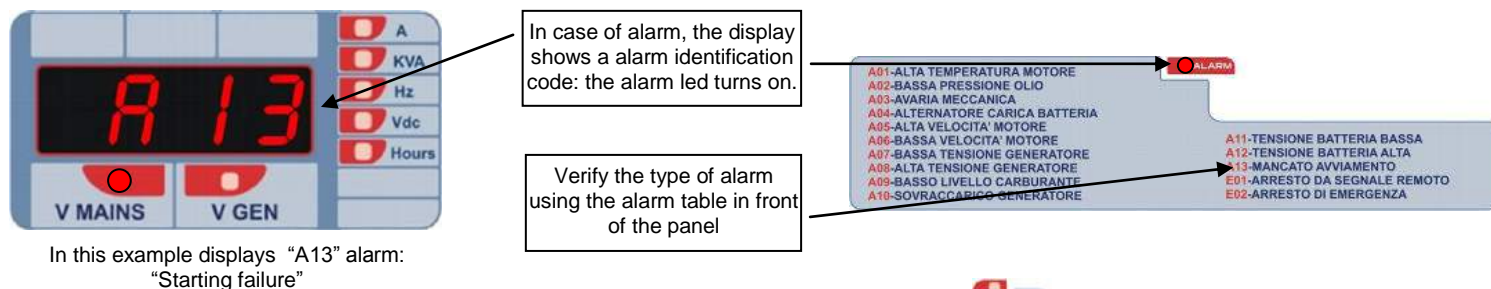 A13
A
KVA
Hz
Vdc
Hours
V MAINS
V GEN
In this example displays “A13” alarm:
“Starting failure”
In case of alarm, the display
shows a alarm identification
code: the alarm led turns on.
Verify the type of alarm
using the alarm table in front
of the panel
ALARM
A01-ALTA TEMPERATURA MOTORE
A02-BASSA PRESSIONE OLIO
A03-AVARIA MECCANICA
A04-ALTERNATORE CARICA BATTERIA
A05-ALTA VELOCITA' MOTORE
A06-BASSA VELOCITA' MOTORE
A07-BASSA TENSIONE GENERATORE
A08-ALTA TENSIONE GENERATORE
A09-BASSO LIVELLO CARBURANTE
A10-SOVRACCARICO GENERATORE
A11-TENSIONE BATTERIA BASSA
A12-TENSIONE BATTERIA ALTA
A13-MANCATO AVVIAMENTO
E01-ARRESTO DA SEGNALE REMOTO
E02-ARRESTO DI EMERGENZA